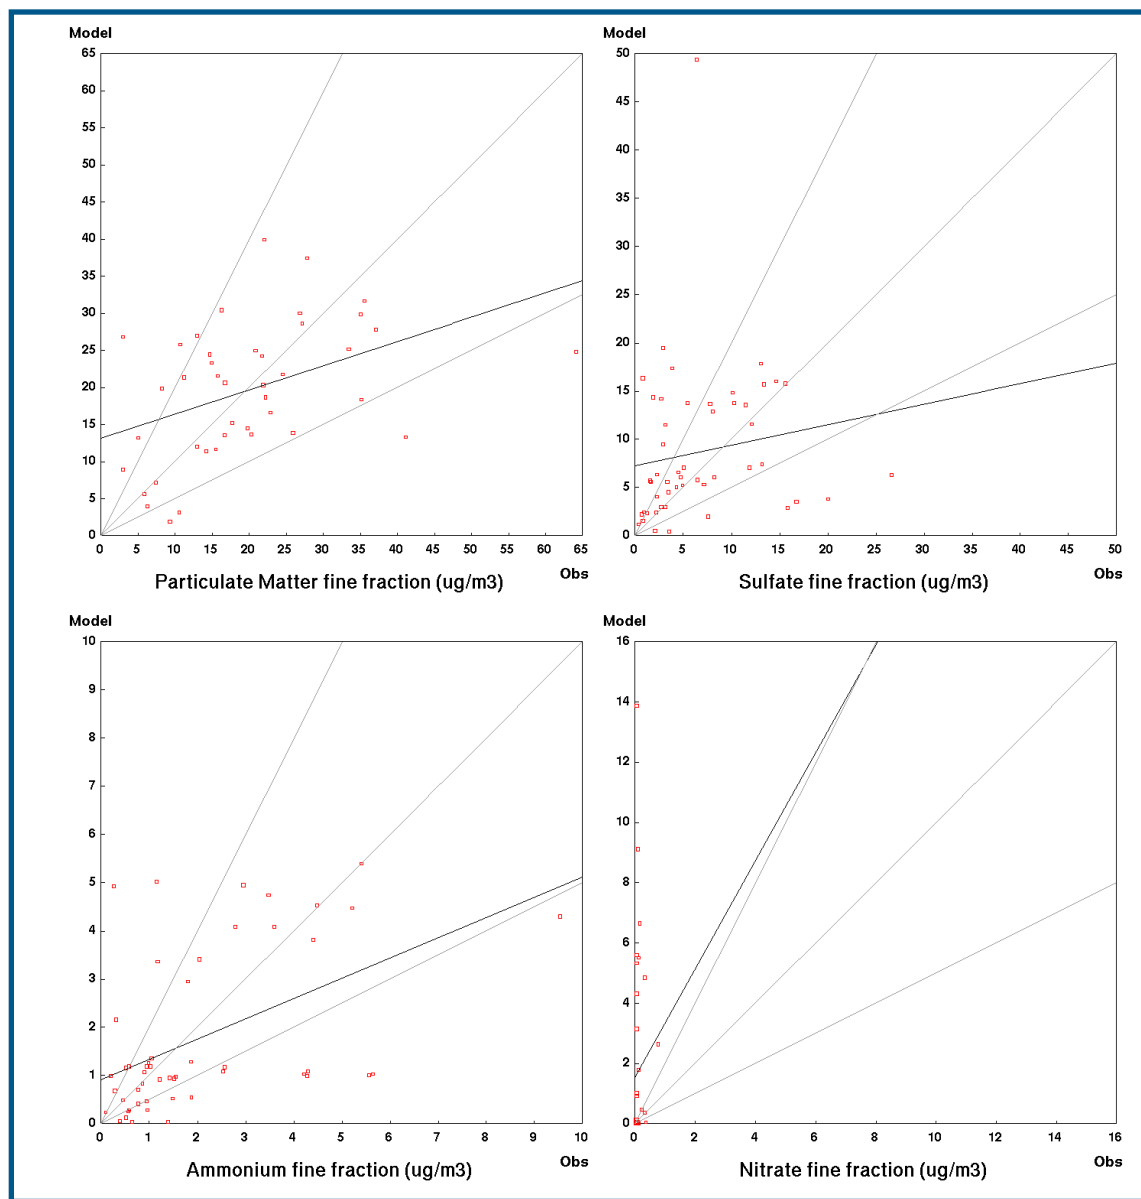 Model
65
60
55
50
45
40
35
30
25
20
15
10
5
0
0 5 10 15 20 25 30 35 40 45 50 55 60 65
Particulate Matter fine fraction (ug/m3)
Obs
Model
50
45
40
35
30
25
20
15
10
5
0
0 5 10 15 20 25 30 35 40 45 50
Sulfate fine fraction (ug/m3)
Obs
Model
10
9
8
7
6
5
4
3
2
1
0
0 1 2 3 4 5 6 7 8 9 10
Ammonium fine fraction (ug/m3)
Obs
Model
16
14
12
10
8
6
4
2
0
0 2 4 6 8 10 12 14 16
Nitrate fine fraction (ug/m3)
Obs